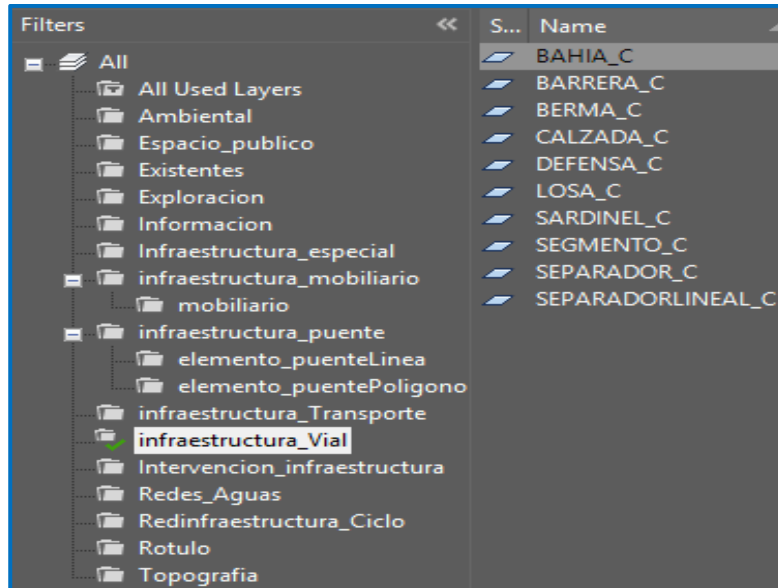 Filters
All
All Used Layers
Ambiental
Espacio_publico
Existentes
Exploracion
Informacion
Infraestructura_especial
infraestructura_mobiliario
mobiliario
infraestructura_puente
elemento_puenteLinea
elemento_puentePoligono
infraestructura_Transporte
infraestructura_Vial
Intervencion_infraestructura
Redes_Aguas
Redinfraestructura_Ciclo
Rotulo
Topografia
S... Name
BAHIA_C
BARRERA_C
BERMA_C
CALZADA_C
DEFENSA_C
LOSA_C
SARDINEL_C
SEGMENTO_C
SEPARADOR_C
SEPARADORLINEAL_C